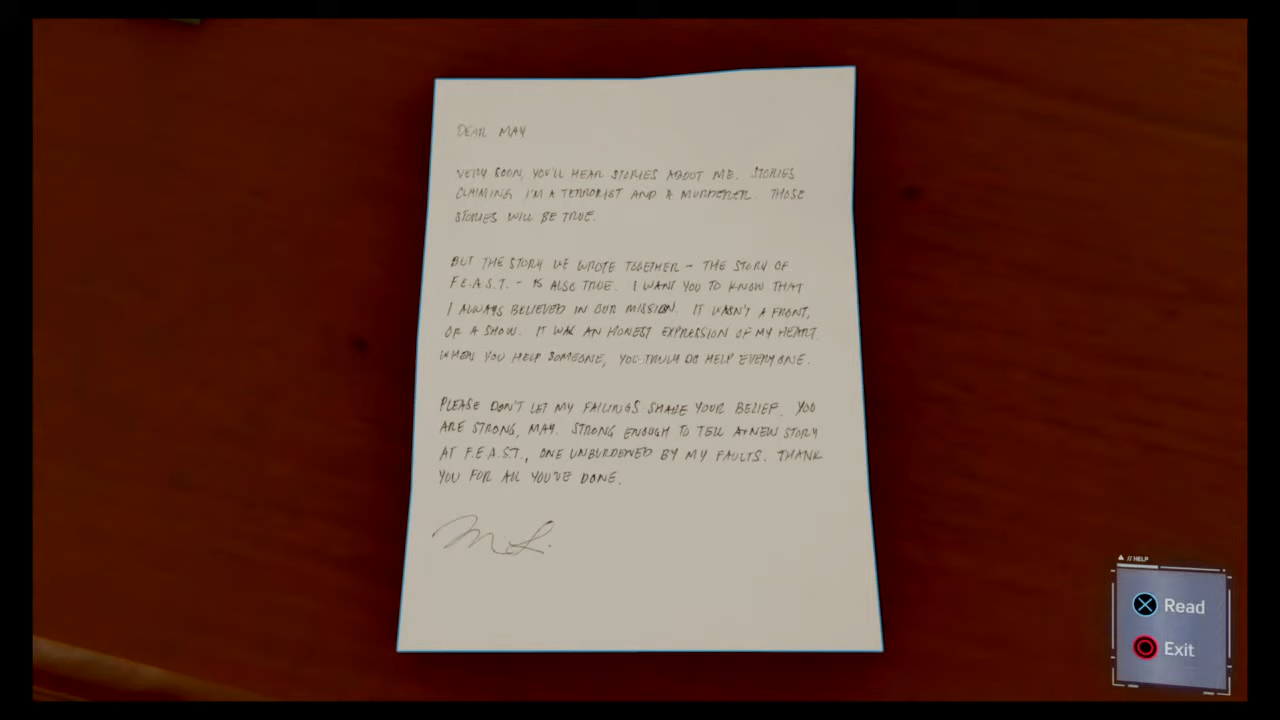 DEAR MAY
VERY SOON, YOU'LL HEAR STORIES ABOUT ME. STORIES
CLAIMING I'M A TERRORIST AND A MURDERER. THOSE
STORIES WILL BE TRUE.
BUT THE STORY WE WROTE TOGETHER - THE STORY OF
F.E.A.S.T. - IS ALSO TRUE. I WANT YOU TO KNOW THAT
I ALWAYS BELIEVED IN OUR MISSION. IT WASN'T A FRONT,
OR A SHOW. IT WAS AN HONEST EXPRESSION OF MY HEART.
WHEN YOU HELP SOMEONE, YOU TRULY DO HELP EVERYONE.
PLEASE DON'T LET MY FAILINGS SHAKE YOUR BELIEF. YOU
ARE STRONG, MAY. STRONG ENOUGH TO TELL A NEW STORY
AT F.E.A.S.T., ONE UNBURDENED BY MY FAULTS. THANK
YOU FOR ALL YOU'VE DONE.
M L.
// HELP
Read
Exit